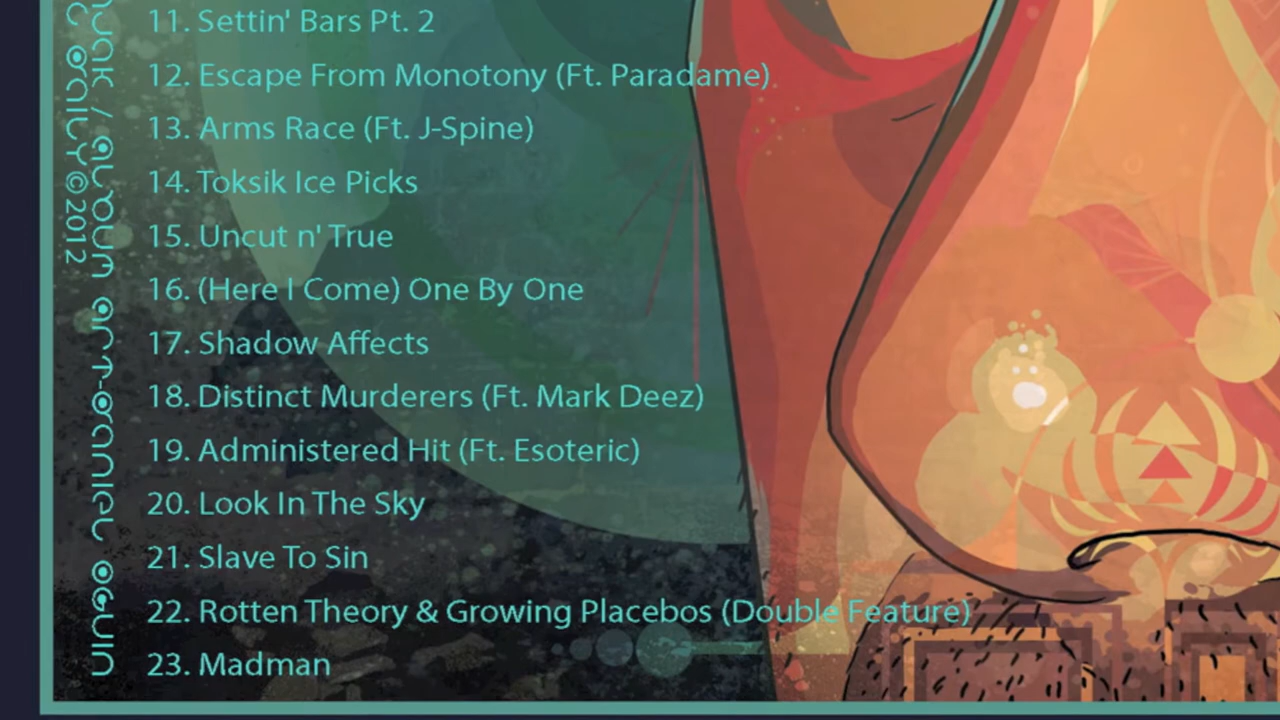 11. Settin' Bars Pt. 2
12. Escape From Monotony (Ft. Paradame)
13. Arms Race (Ft. J-Spine)
14. Toksik Ice Picks
15. Uncut n' True
16. (Here I Come) One By One
17. Shadow Affects
18. Distinct Murderers (Ft. Mark Deez)
19. Administered Hit (Ft. Esoteric)
20. Look In The Sky
21. Slave To Sin
22. Rotten Theory & Growing Placebos (Double Feature)
23. Madman
©2012